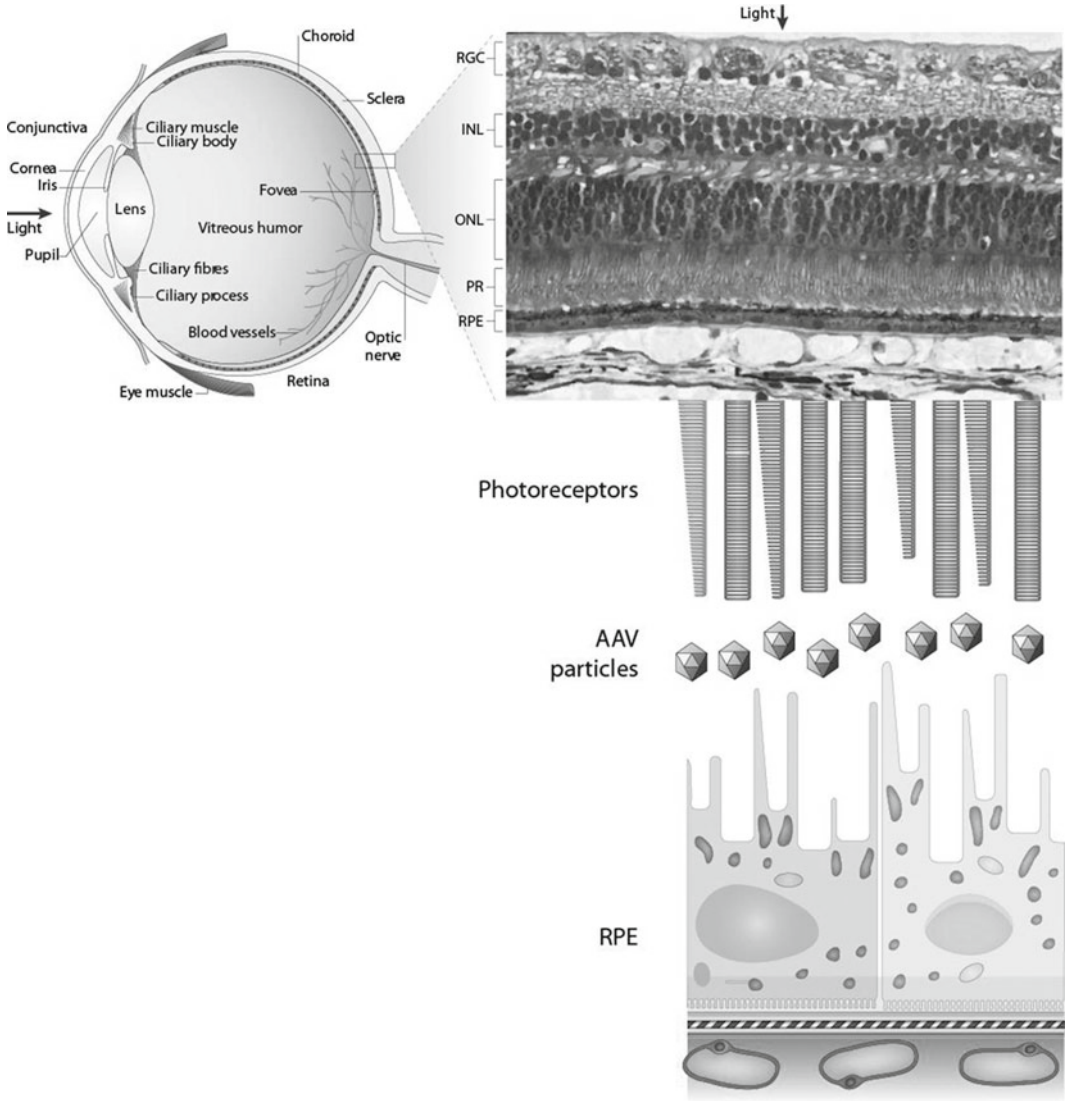 Choroid
Sclera
Conjunctiva
Ciliary muscle
Ciliary body
Cornea
Iris
Lens
Fovea
Light
Vitreous humor
Pupil
Ciliary fibres
Ciliary process
Blood vessels
Optic
nerve
Retina
Eye muscle
Light
RGC
INL
ONL
PR
RPE
Photoreceptors
AAV
particles
RPE